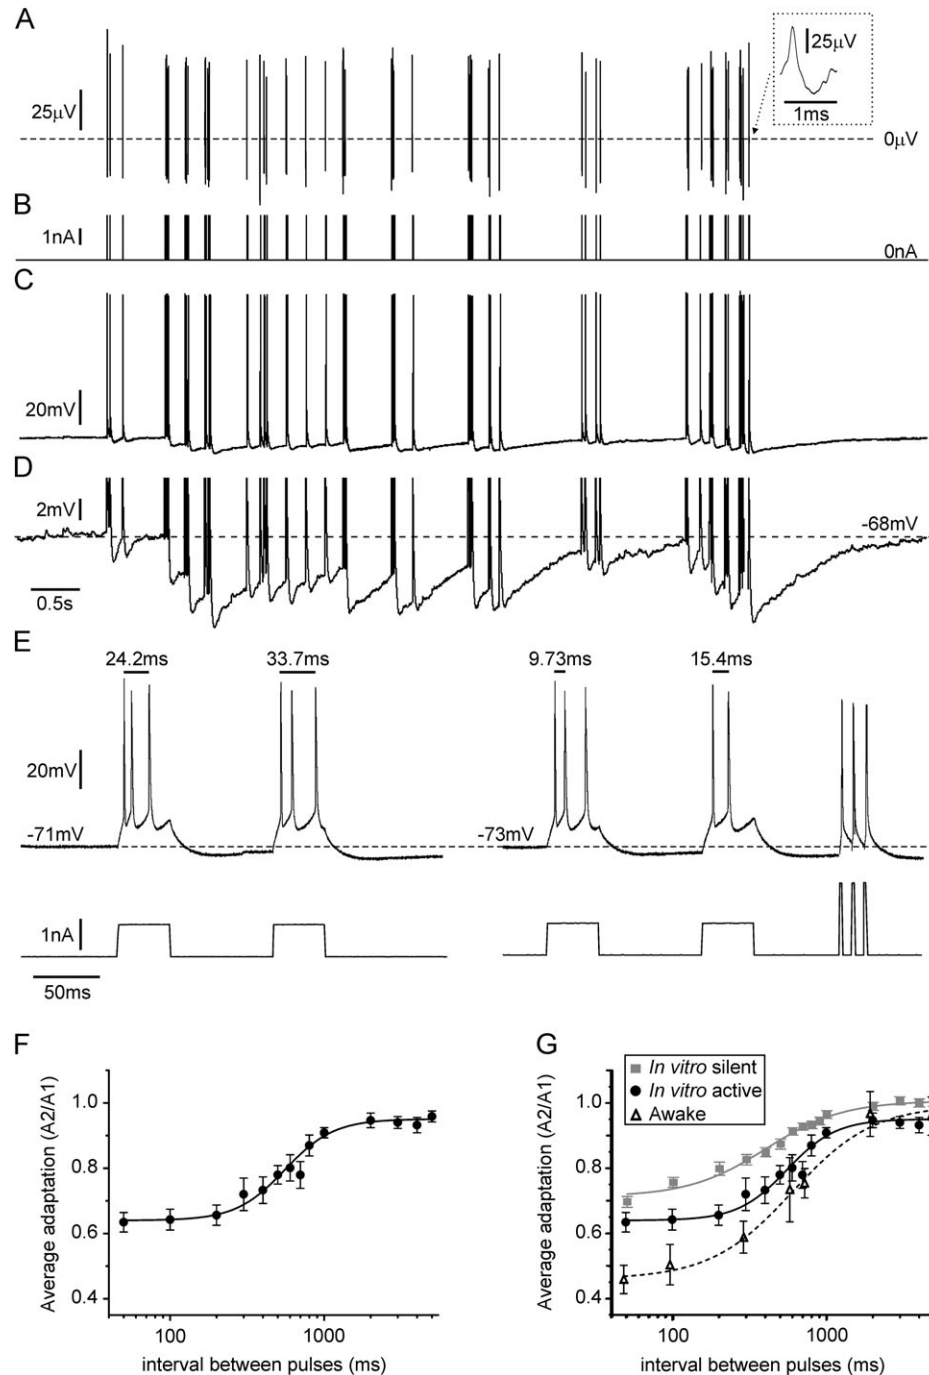 A
25µV
25µV
1ms
0µV
B
1nA
0nA
C
20mV
D
2mV
-68mV
0.5s
E
24.2ms
33.7ms
9.73ms
15.4ms
20mV
-71mV
-73mV
1nA
50ms
F
G
In vitro silent
In vitro active
Awake
Average adaptation (A2/A1)
1.0
0.8
0.6
0.4
100
1000
interval between pulses (ms)
Average adaptation (A2/A1)
1.0
0.8
0.6
0.4
100
1000
interval between pulses (ms)